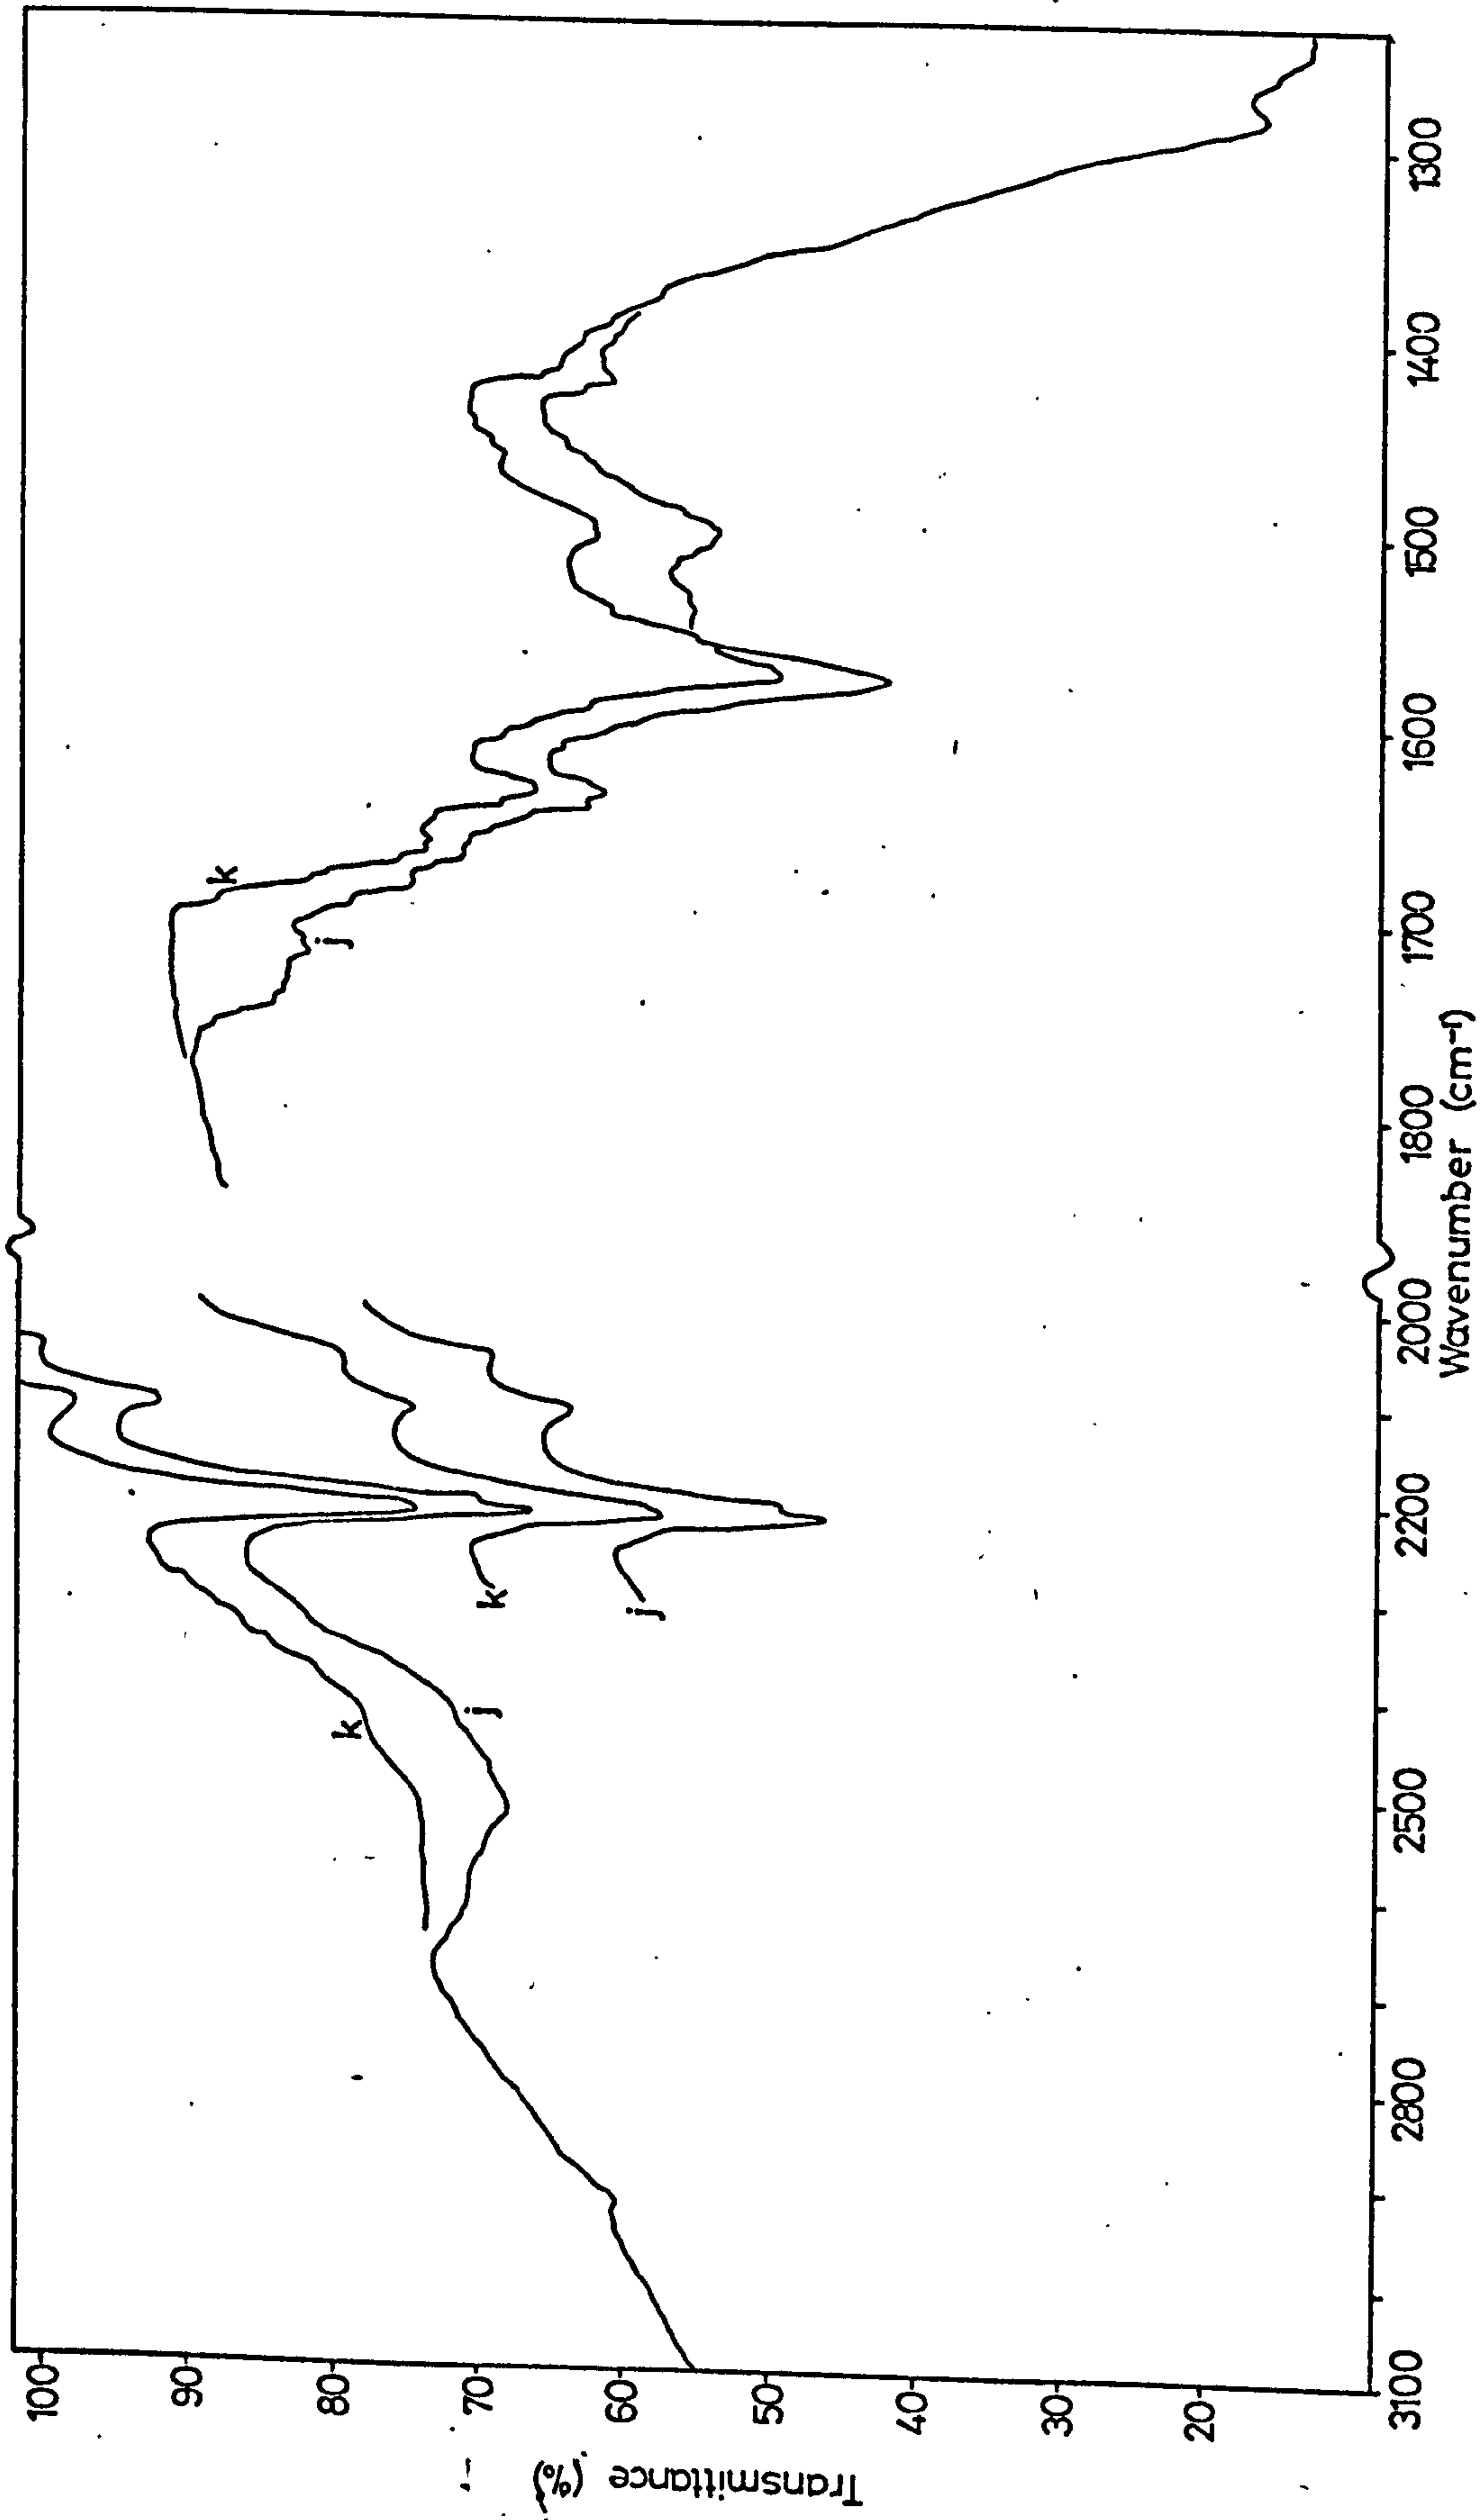 100
90
80
70
60
50
40
30
20
Transmittance (%)
k
j
k
j
k
j
3100
2800
2500
2200
2000
1800
1700
1600
1500
1400
1300
Wavenumber (cm⁻¹)